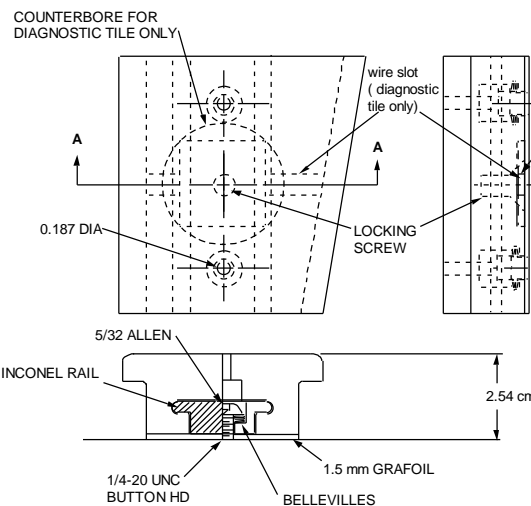 COUNTERBORE FOR
DIAGNOSTIC TILE ONLY
wire slot
( diagnostic
tile only)
A
A
0.187 DIA
LOCKING
SCREW
5/32 ALLEN
INCONEL RAIL
2.54 cm
1.5 mm GRAFOIL
1/4-20 UNC
BUTTON HD
BELLEVILLES